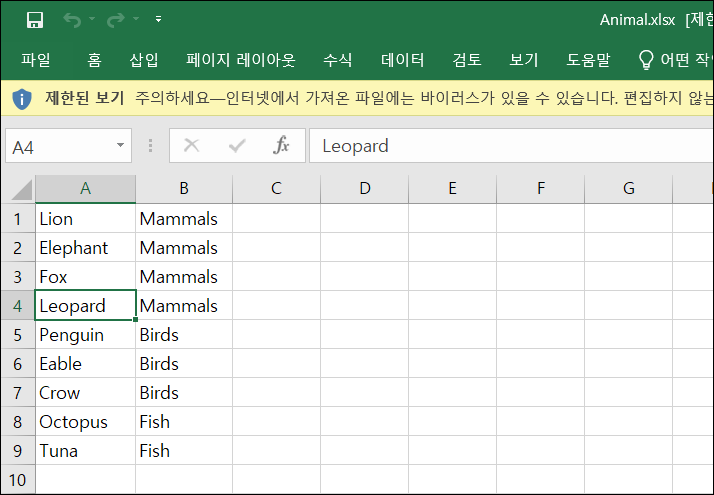 Animal.xlsx [제한
파일 홈 삽입 페이지 레이아웃 수식 데이터 검토 보기 도움말 어떤 작
제한된 보기 주의하세요—인터넷에서 가져온 파일에는 바이러스가 있을 수 있습니다. 편집하지 않는
A4 fx Leopard
A B C D E F G
1 Lion Mammals
2 Elephant Mammals
3 Fox Mammals
4 Leopard Mammals
5 Penguin Birds
6 Eable Birds
7 Crow Birds
8 Octopus Fish
9 Tuna Fish
10